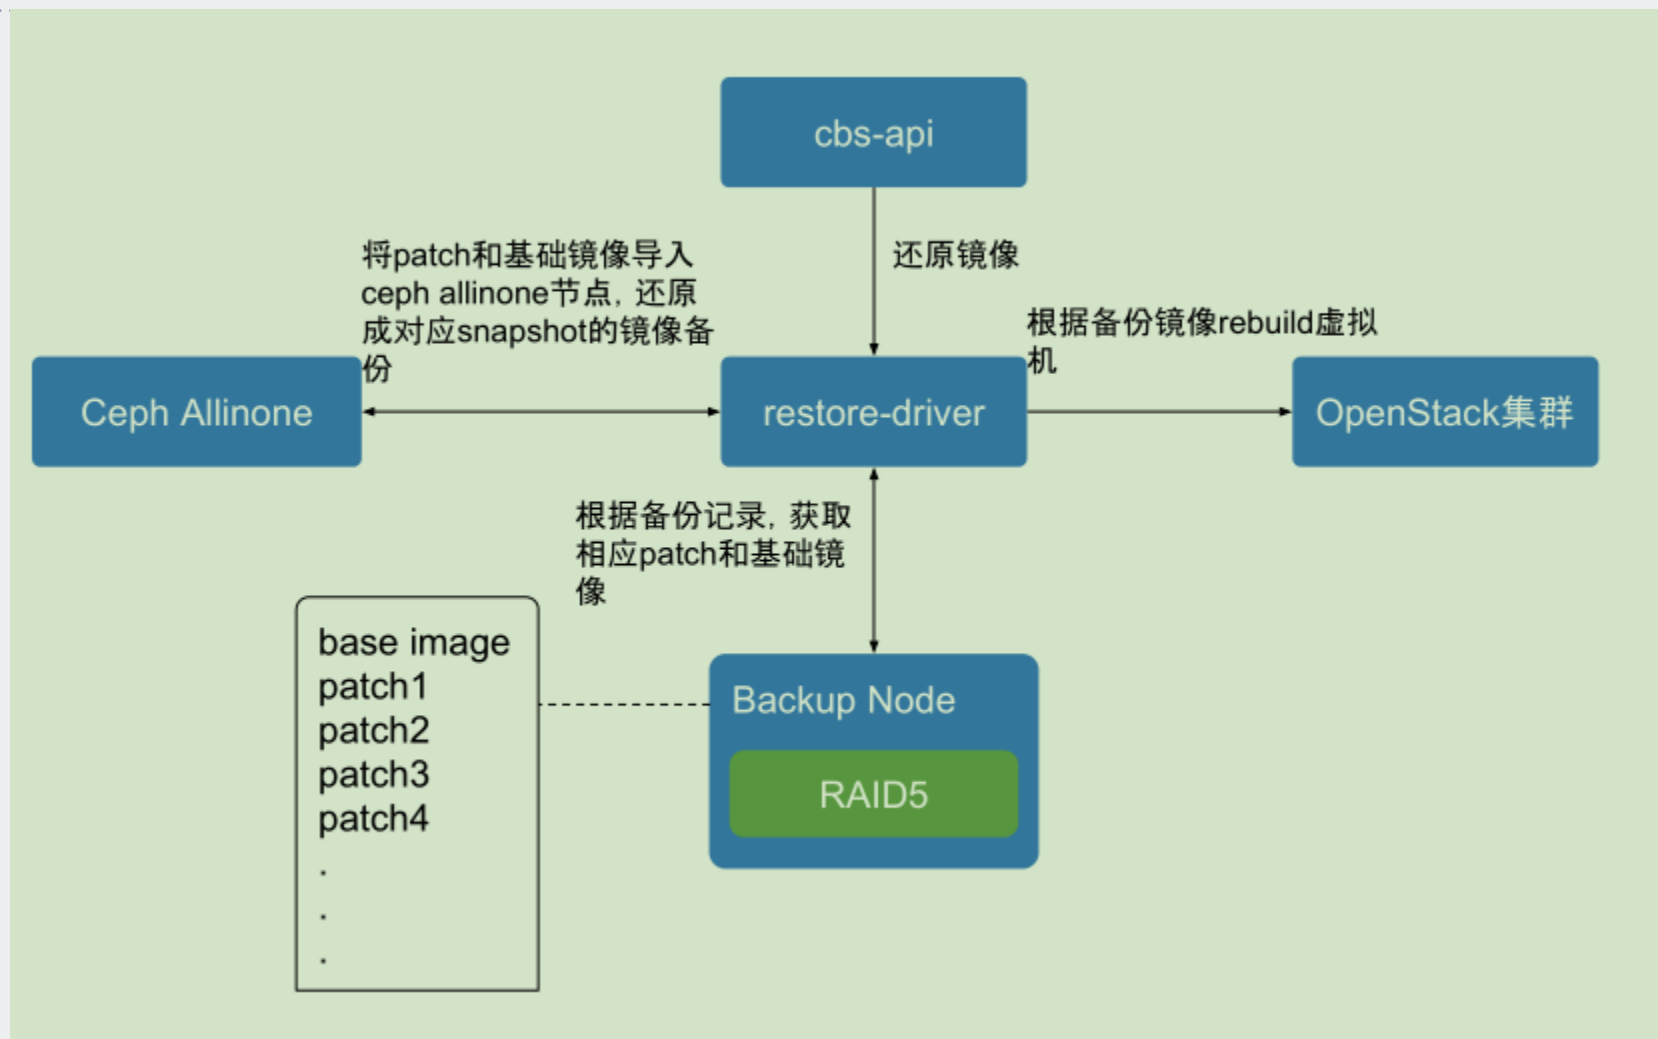 cbs-api
将patch和基础镜像导入
ceph allinone节点, 还原
成对应snapshot的镜像备
份
还原镜像
根据备份镜像rebuild虚拟
机
Ceph Allinone
restore-driver
OpenStack集群
根据备份记录, 获取
相应patch和基础镜
像
base image
patch1
patch2
patch3
patch4
.
.
.
Backup Node
RAID5